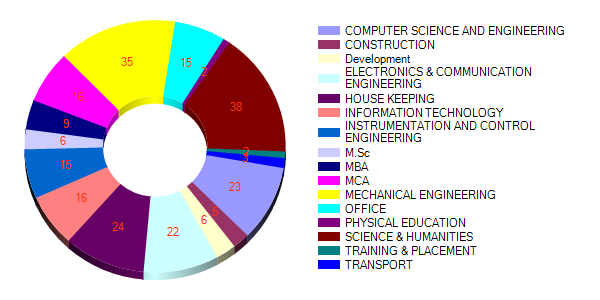 35
15
2
38
2
3
23
5
6
22
24
16
15
6
9
COMPUTER SCIENCE AND ENGINEERING
CONSTRUCTION
Development
ELECTRONICS & COMMUNICATION
ENGINEERING
HOUSE KEEPING
INFORMATION TECHNOLOGY
INSTRUMENTATION AND CONTROL
ENGINEERING
M.Sc
MBA
MCA
MECHANICAL ENGINEERING
OFFICE
PHYSICAL EDUCATION
SCIENCE & HUMANITIES
TRAINING & PLACEMENT
TRANSPORT